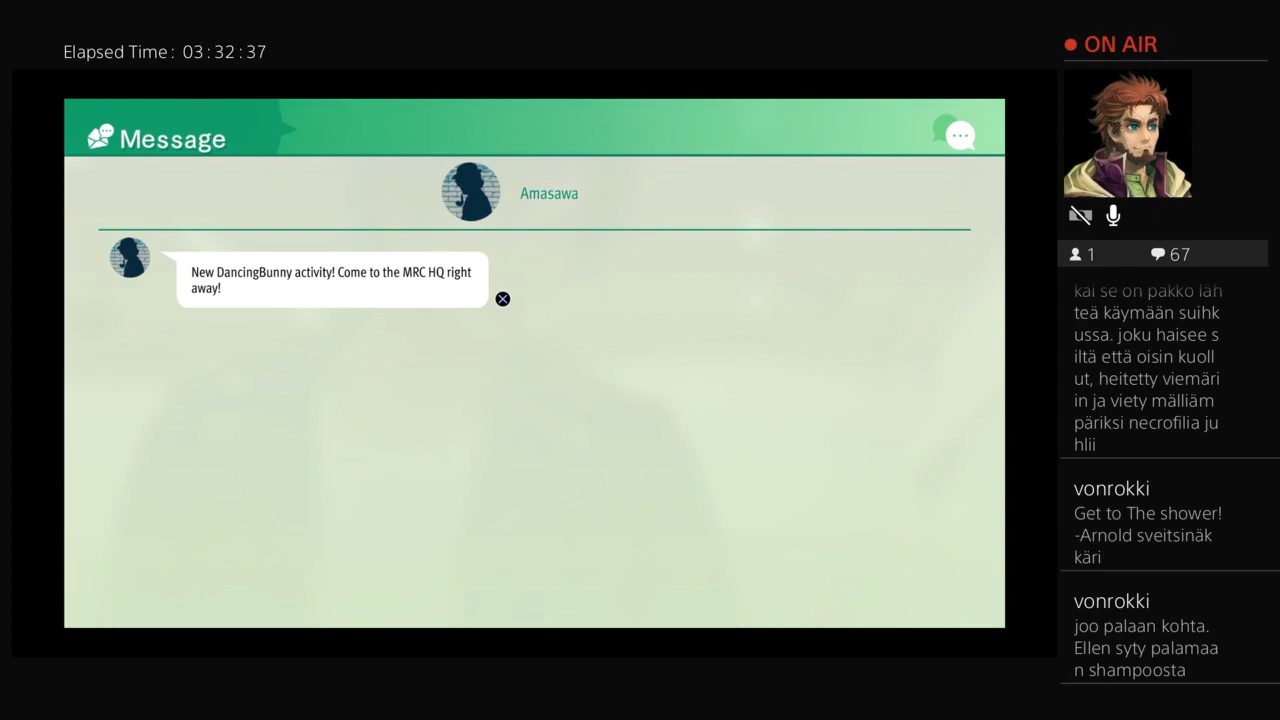 Elapsed Time: 03:32:37
ON AIR
Message
Amasawa
New DancingBunny activity! Come to the MRC HQ right
away!
1 67
kai se on pakko läh
teä käymään suihk
ussa. joku haisee s
iltä että oisin kuoll
ut, heitetty viemäri
in ja viety mälliäm
päriksi necrofilia ju
hlii
vonrokki
Get to The shower!
-Arnold sveitsinäk
käri
vonrokki
joo palaan kohta.
Ellen syty palamaa
n shampoosta